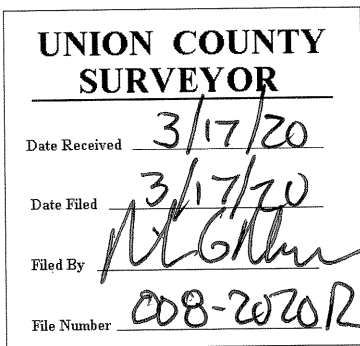 UNION COUNTY
SURVEYOR
Date Received 3/17/20
Date Filed 3/17/20
Filed By
File Number 008-2020R